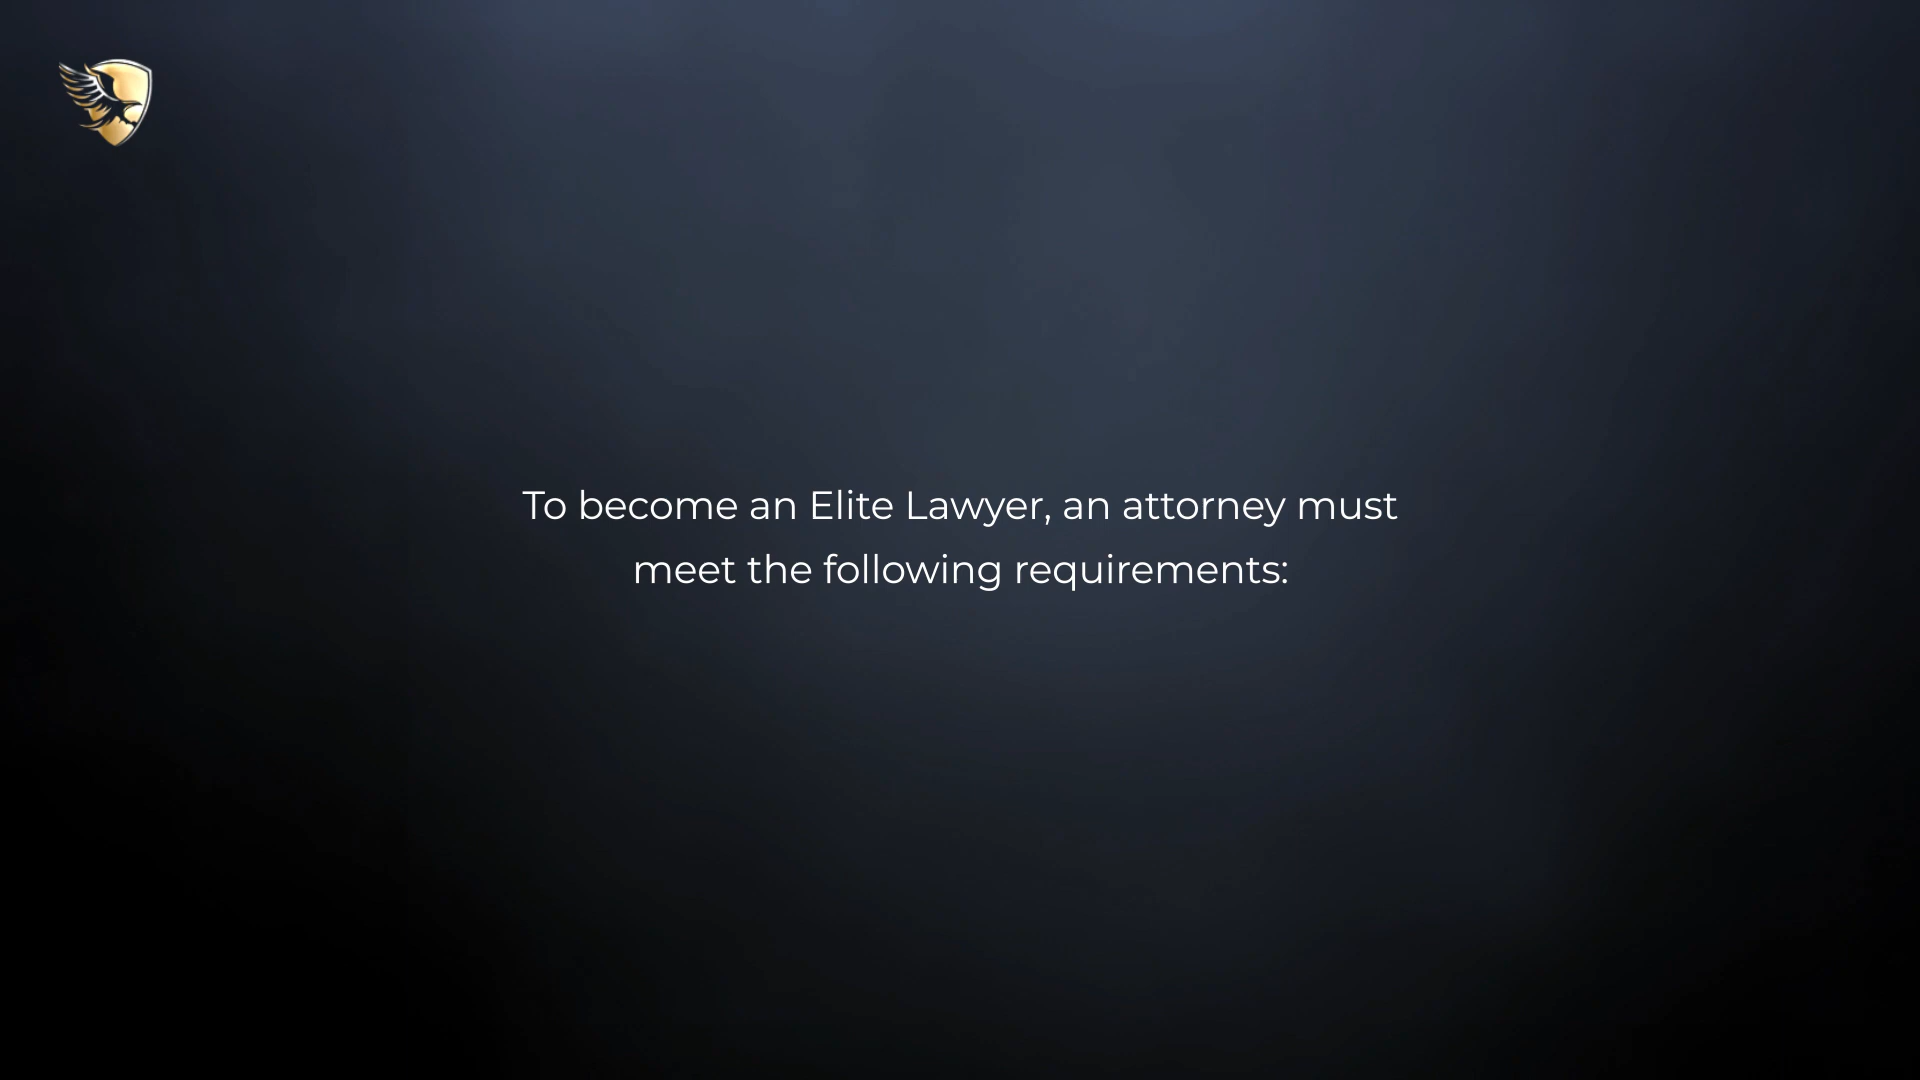 To become an Elite Lawyer, an attorney must
meet the following requirements: